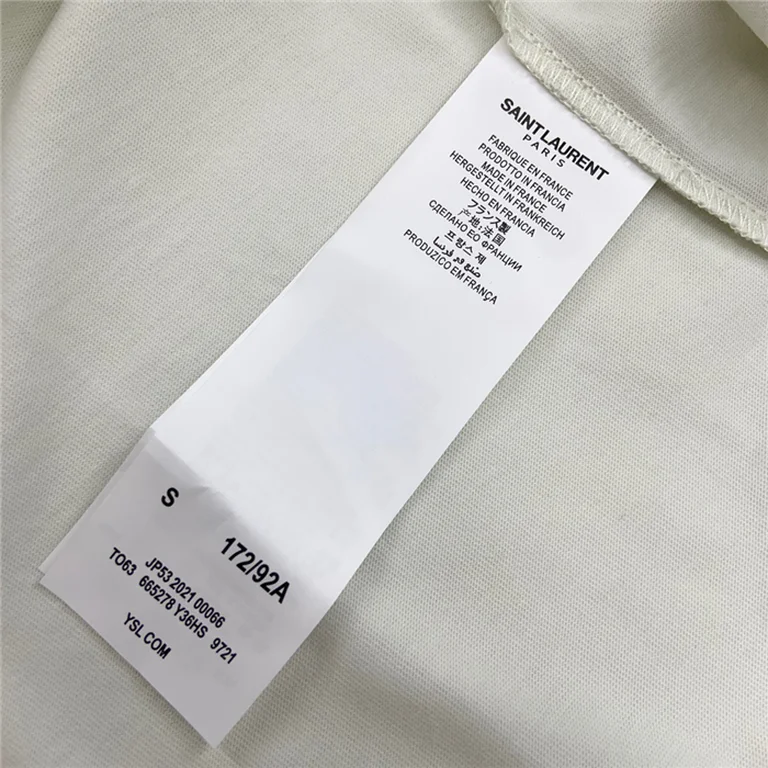 SAINT LAURENT
PARIS
FABRIQUE EN FRANCE
PRODOTTO IN FRANCIA
MADE IN FRANCE
HERGESTELLT IN FRANKREICH
HECHO EN FRANCIA
フランス製
产地:法国
СДЕЛАНО ЕО ФРАНЦИИ
프랑스 제
صنع في فرنسا
PRODUZICO EM FRANÇA
S
172/92A
JP53 2021 00066
TO63 665278 Y36HS 9721
YSL.COM